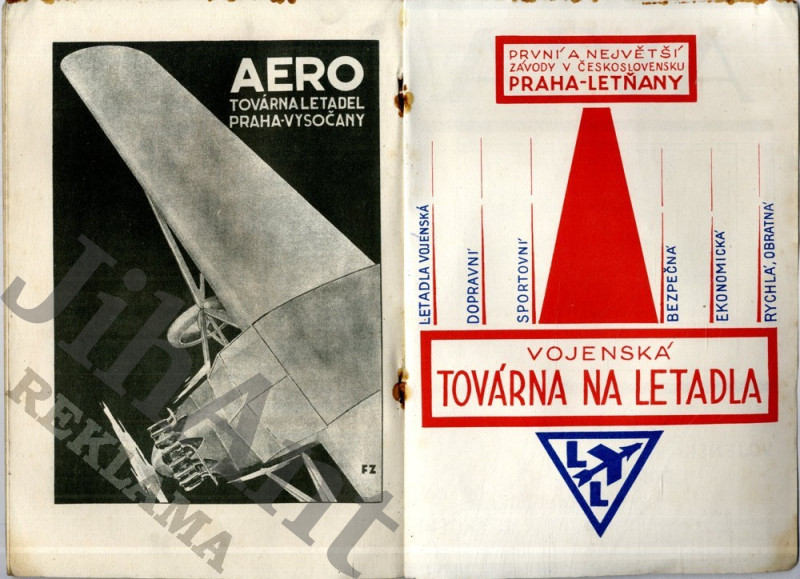 AERO
TOVÁRNA LETADEL
PRAHA-VYSOČANY
FZ
PRVNÍ A NEJVĚTŠÍ
ZÁVODY V ČESKOSLOVENSKU
PRAHA-LETŇANY
LETADLA VOJENSKÁ
DOPRAVNÍ
SPORTOVNÍ
BEZPEČNÁ
EKONOMICKÁ
RYCHLÁ, OBRATNÁ
VOJENSKÁ
TOVÁRNA NA LETADLA
L
L
JihAnt
REKLAMA